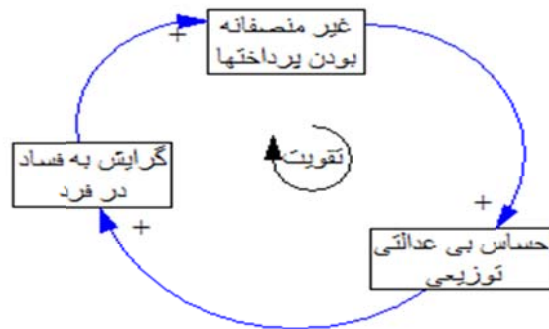 غیر منصفانه
بودن پرداختها
+
گرایش به فساد
در فرد
تقویت
+
حساس بی عدالتی
توزیعی
+